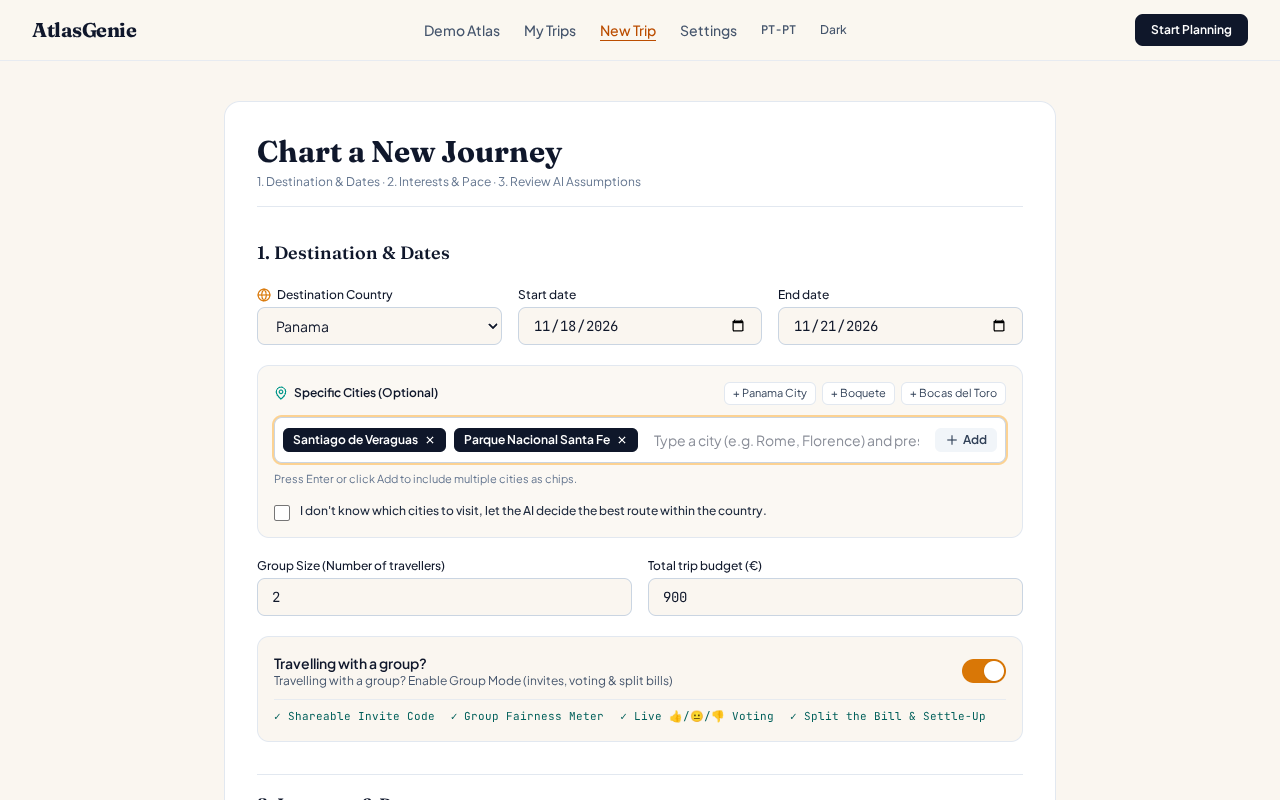 AtlasGenie
Demo Atlas My Trips New Trip Settings PT-PT Dark
Start Planning
Chart a New Journey
1. Destination & Dates · 2. Interests & Pace · 3. Review AI Assumptions
1. Destination & Dates
Destination Country
Panama
Start date
11/18/2026
End date
11/21/2026
Specific Cities (Optional)
+ Panama City + Boquete + Bocas del Toro
Santiago de Veraguas × Parque Nacional Santa Fe × Type a city (e.g. Rome, Florence) and pres
+ Add
Press Enter or click Add to include multiple cities as chips.
I don't know which cities to visit, let the AI decide the best route within the country.
Group Size (Number of travellers)
2
Total trip budget (€)
900
Travelling with a group?
Travelling with a group? Enable Group Mode (invites, voting & split bills)
✓ Shareable Invite Code ✓ Group Fairness Meter ✓ Live 👍/😐/👎 Voting ✓ Split the Bill & Settle-Up